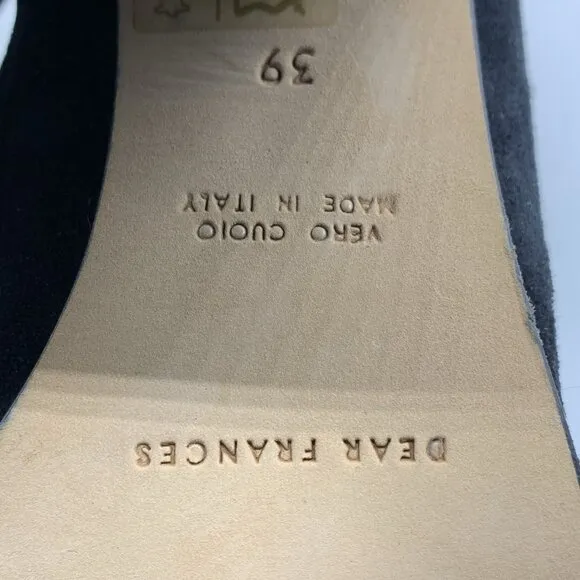 DEAR FRANCES
VERO CUOIO
MADE IN ITALY
39